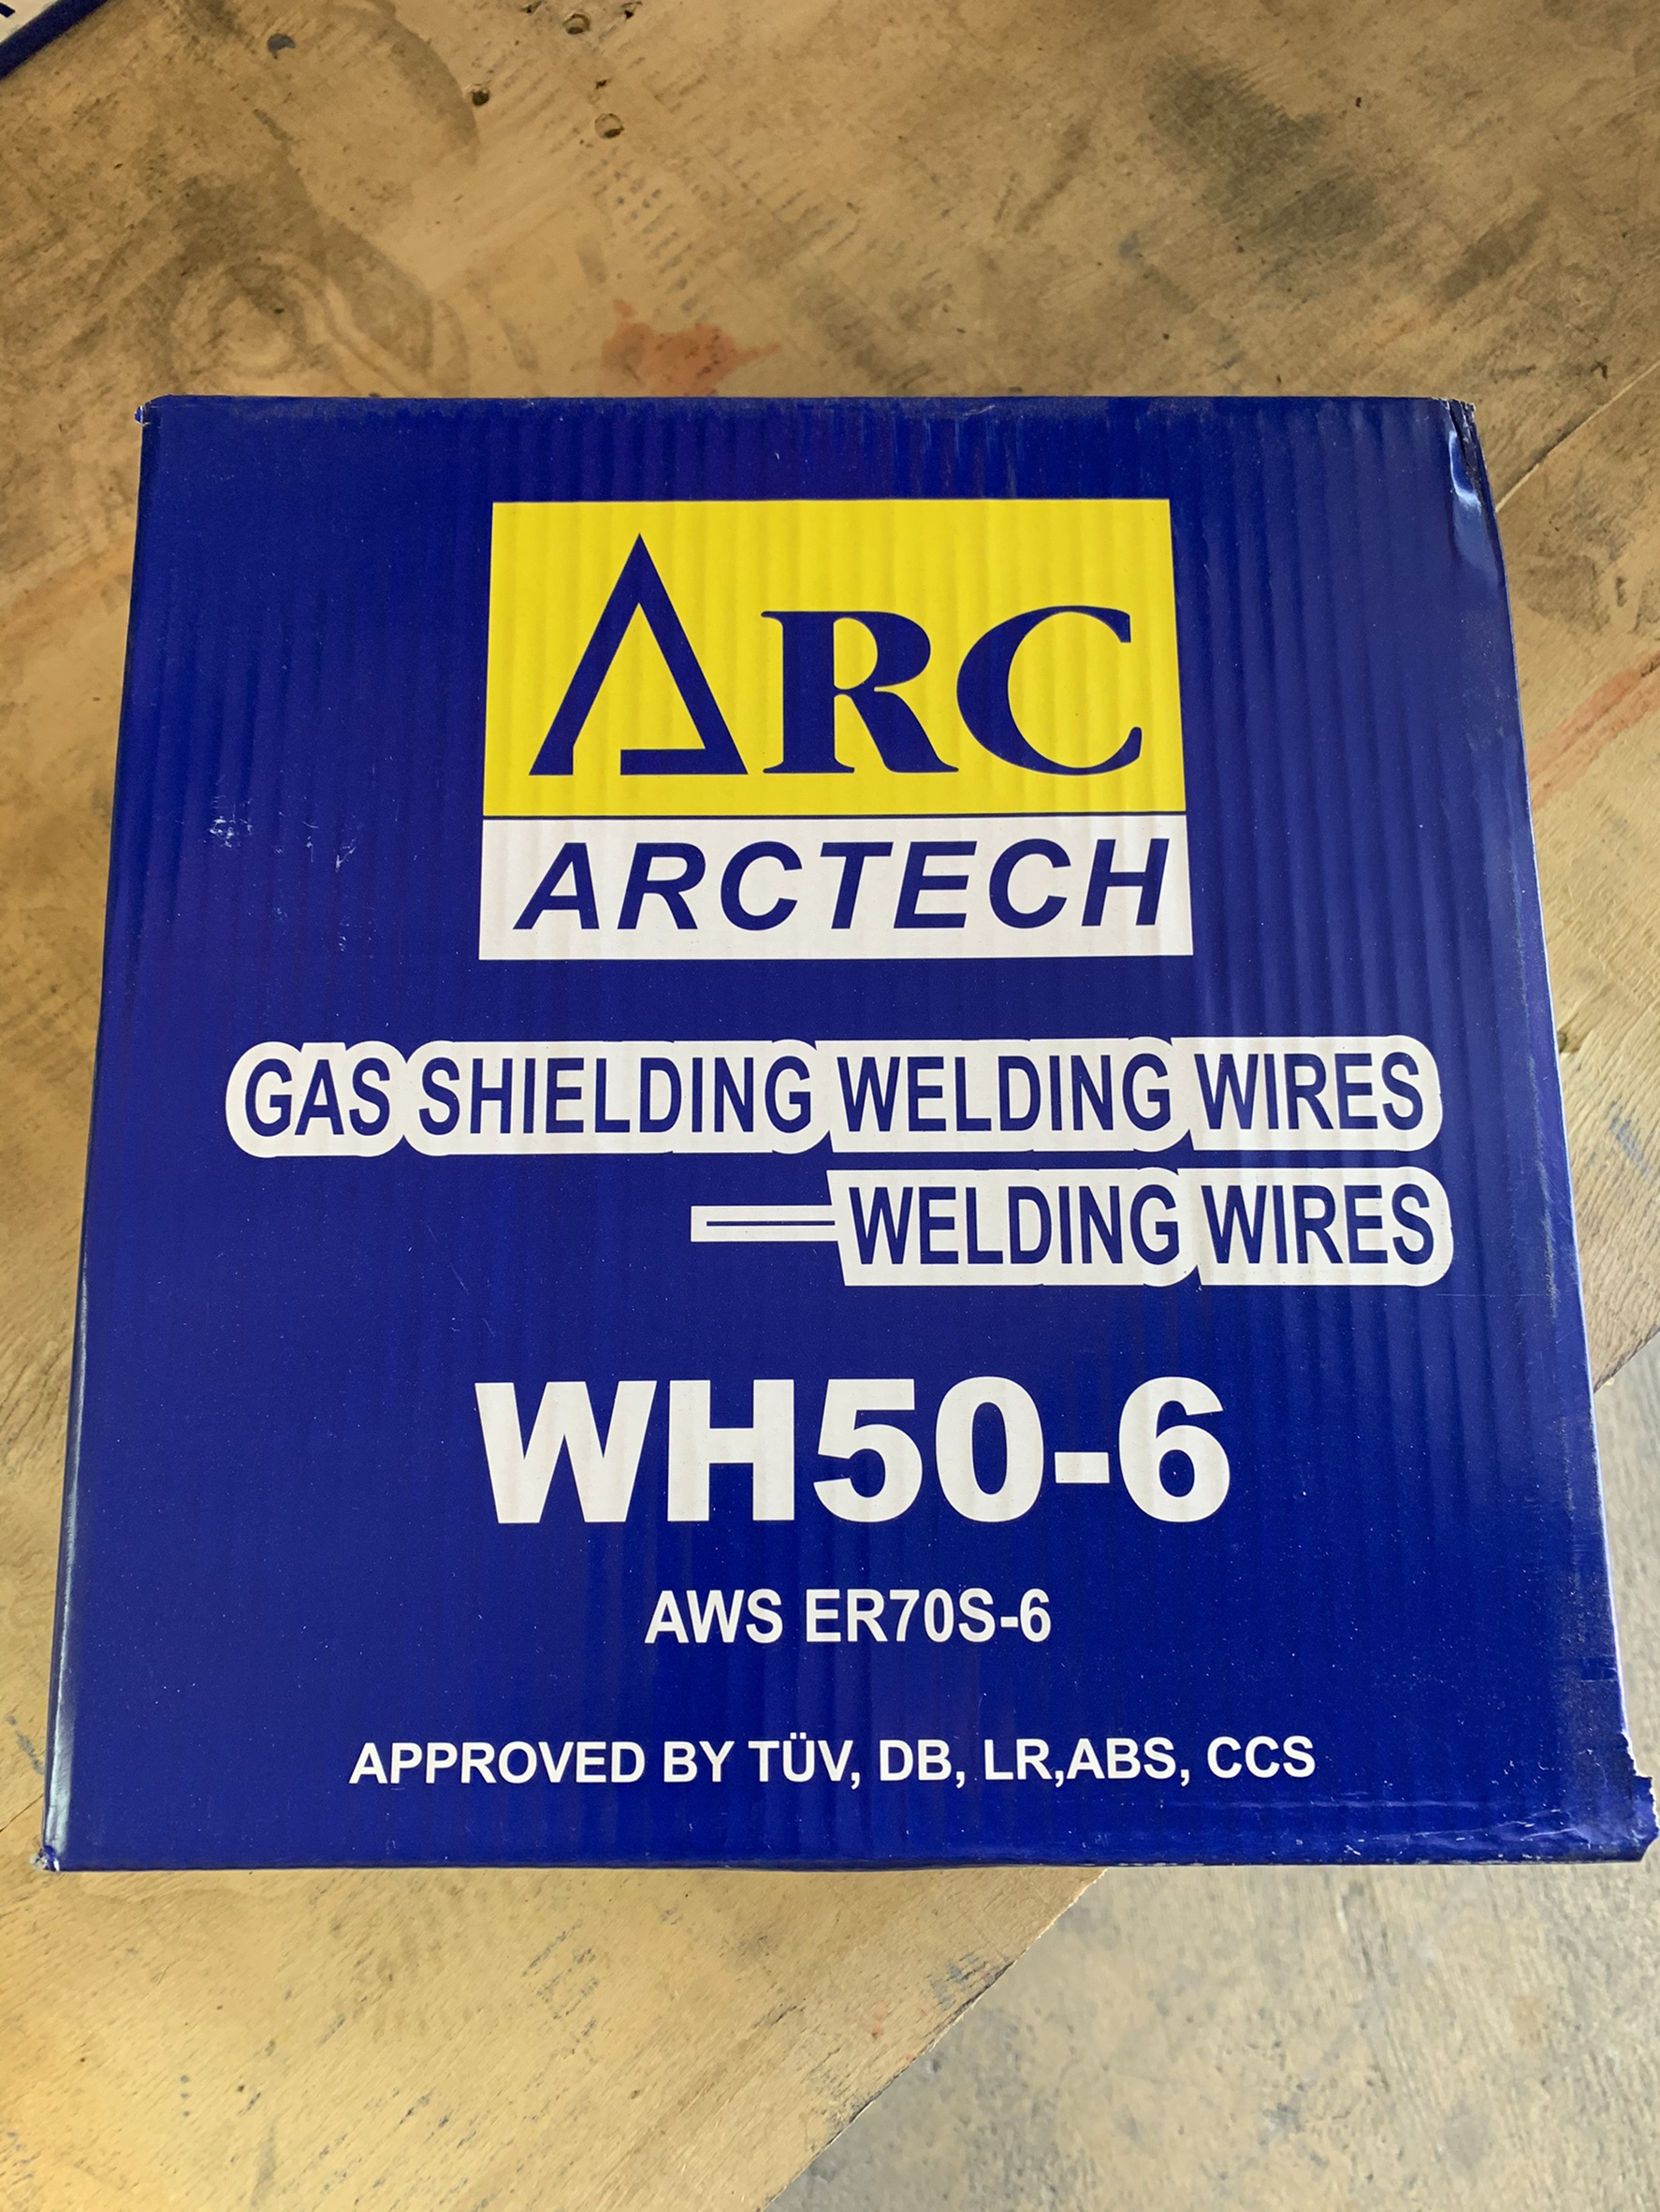 ARC
ARCTECH
GAS SHIELDING WELDING WIRES
—WELDING WIRES
WH50-6
AWS ER70S-6
APPROVED BY TÜV, DB, LR,ABS, CCS